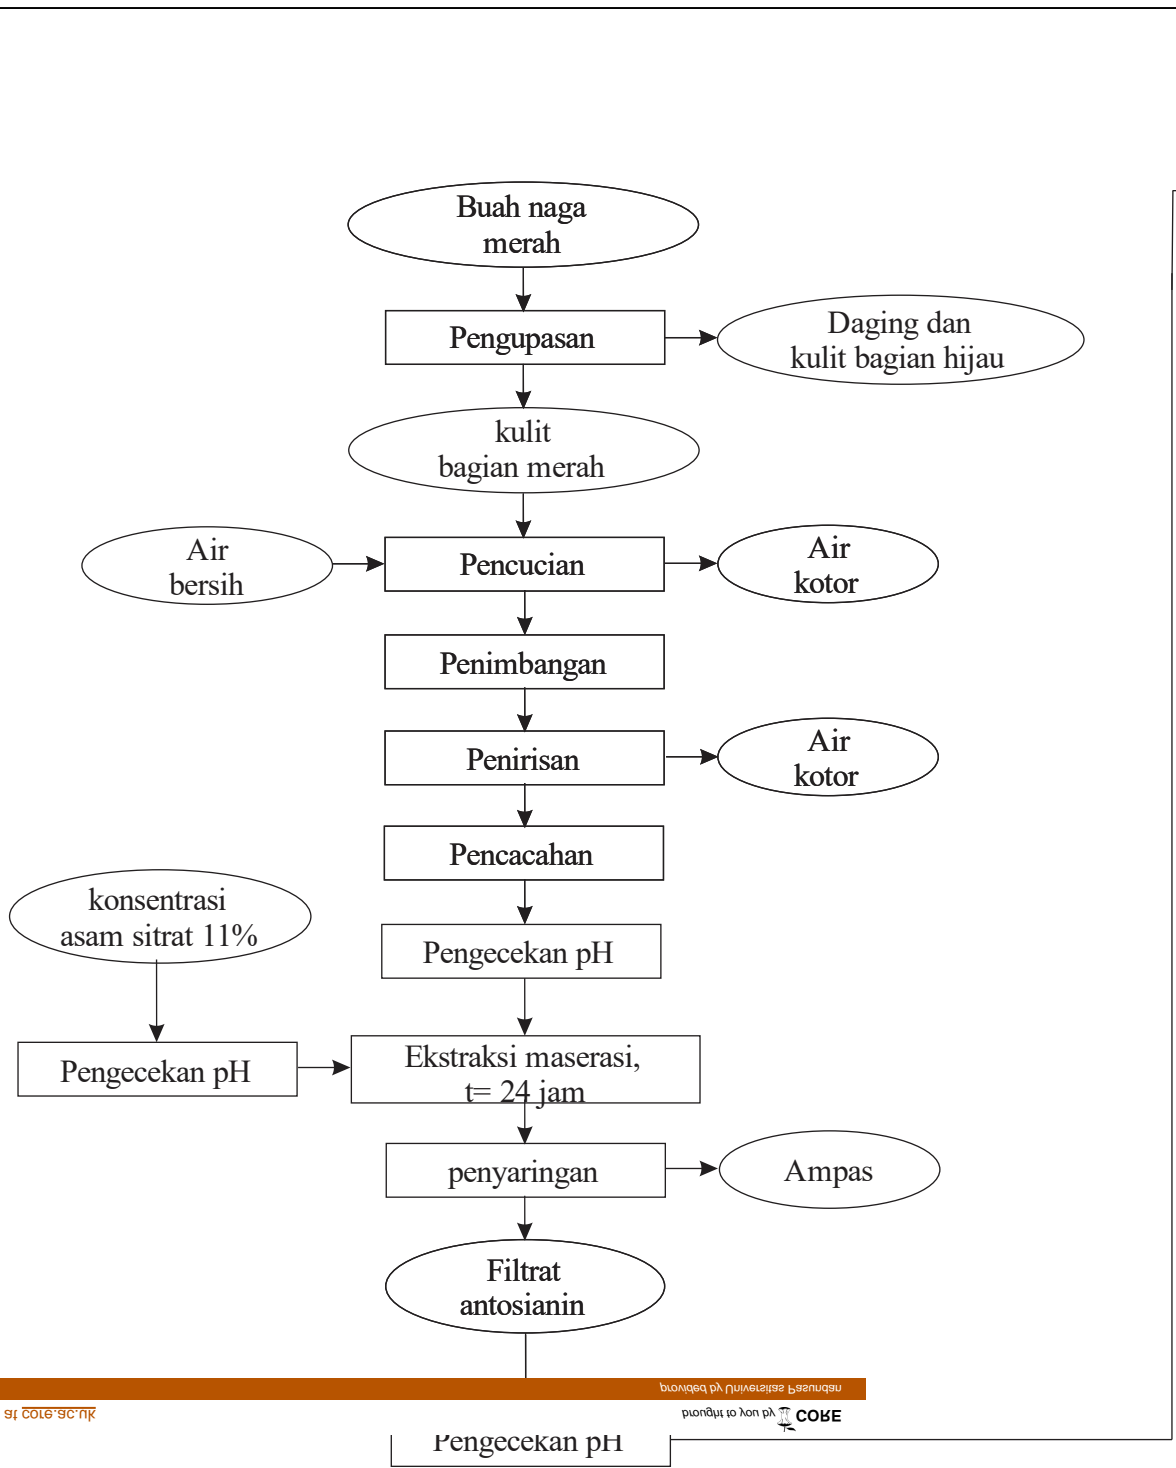 Buah naga
merah
Pengupasan
Daging dan
kulit bagian hijau
kulit
bagian merah
Air
bersih
Pencucian
Air
kotor
Penimbangan
Penirisan
Air
kotor
Pencacahan
konsentrasi
asam sitrat 11%
Pengecekan pH
Pengecekan pH
Ekstraksi maserasi,
t= 24 jam
penyaringan
Ampas
Filtrat
antosianin
provided by Universitas Pasundan
at core.ac.uk
brought to you by CORE
Pengecekan pH